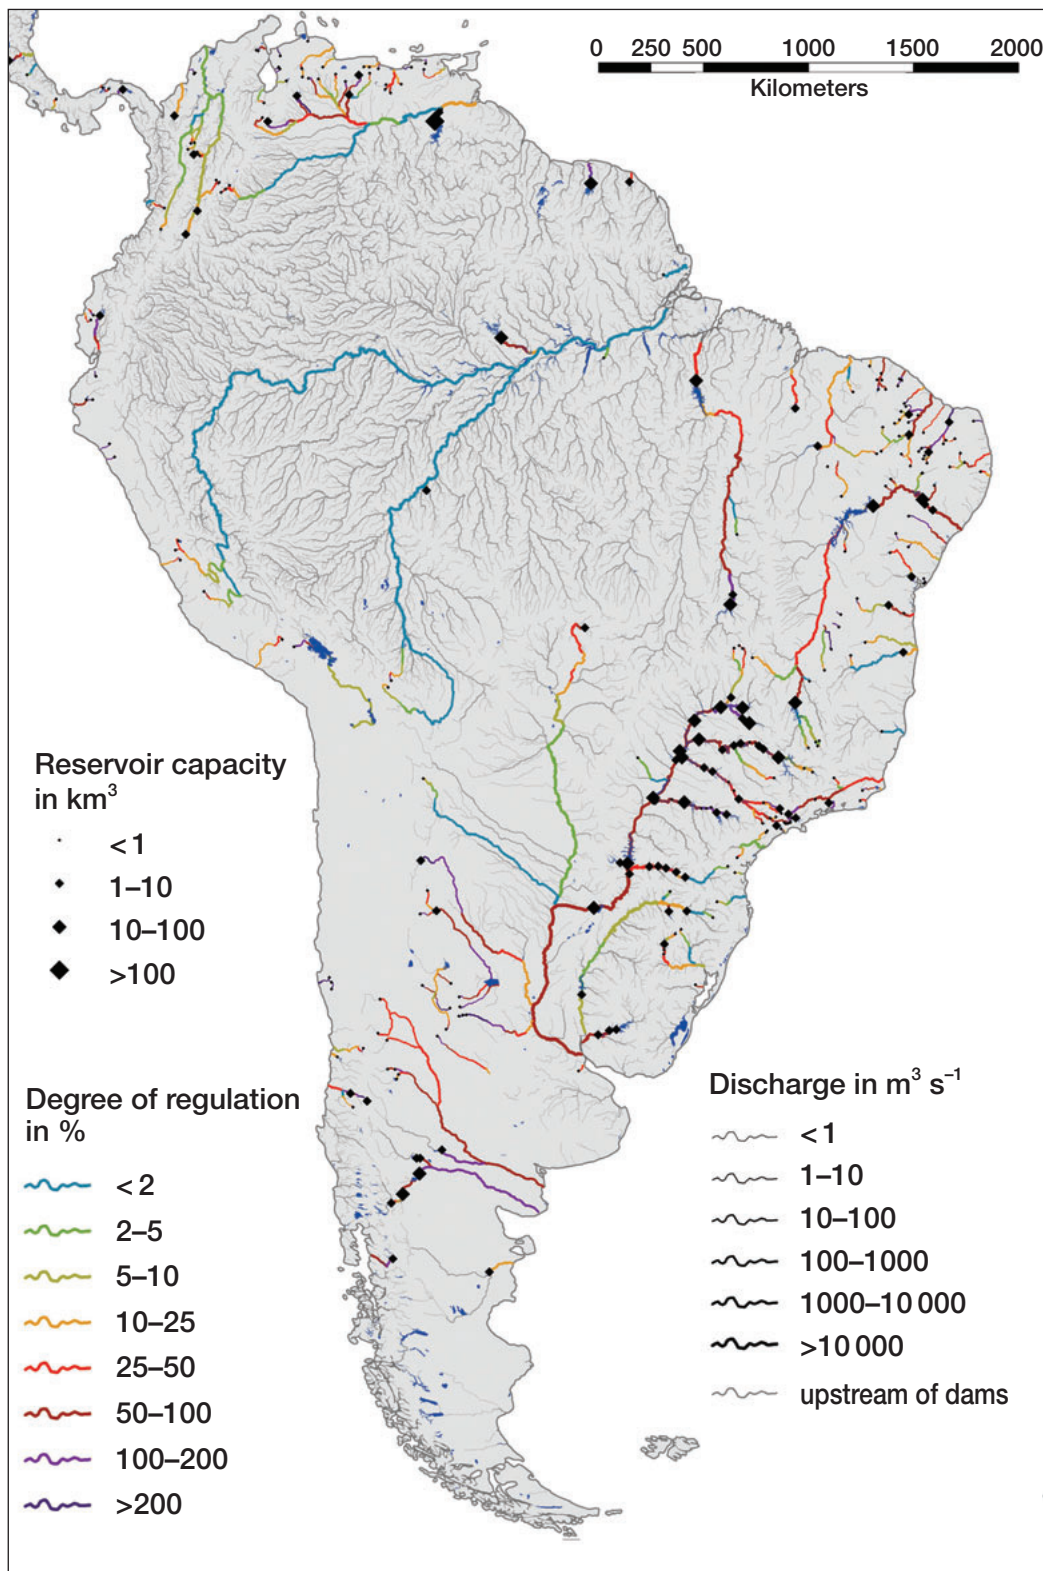 0 250 500 1000 1500 2000
Kilometers
Reservoir capacity
in km³
< 1
1–10
10–100
>100
Degree of regulation
in %
< 2
2–5
5–10
10–25
25–50
50–100
100–200
>200
Discharge in m³ s⁻¹
< 1
1–10
10–100
100–1000
1000–10 000
>10 000
upstream of dams